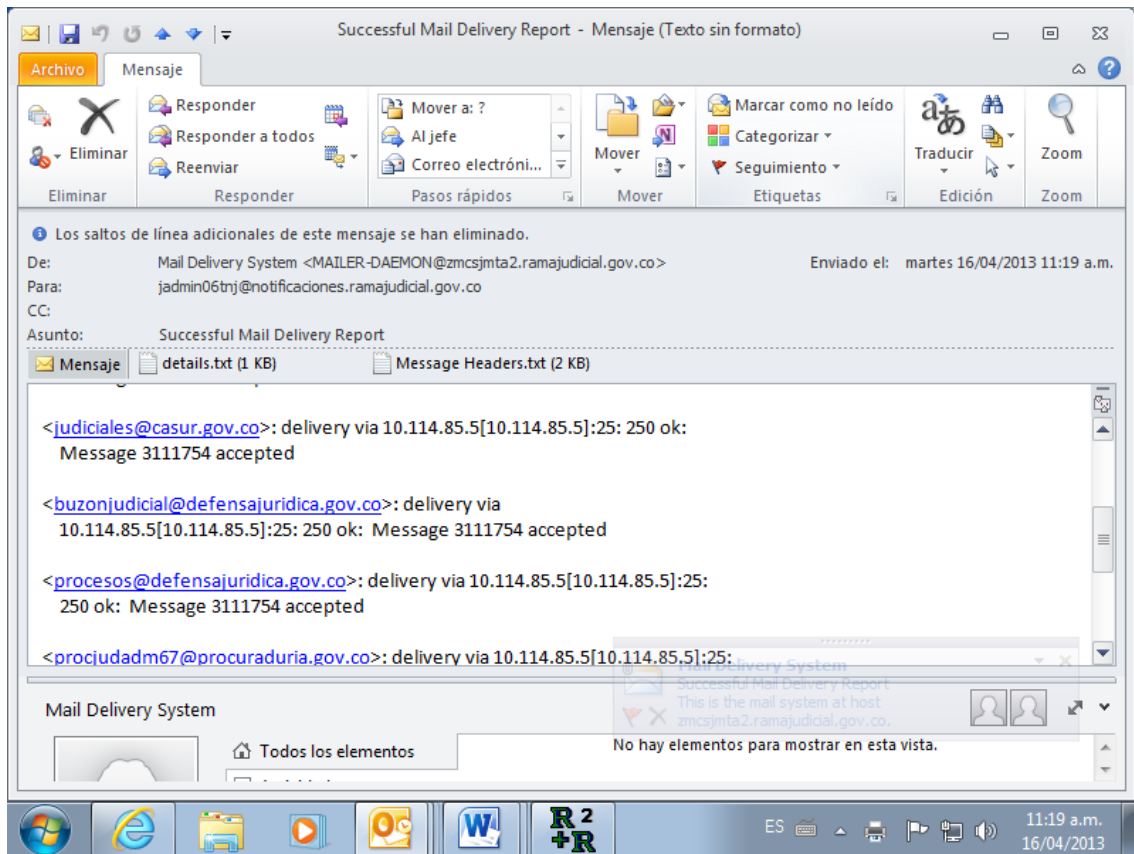 Successful Mail Delivery Report - Mensaje (Texto sin formato)
Archivo Mensaje
Eliminar
Responder
Responder a todos
Reenviar
Mover a: ?
Al jefe
Correo electróni...
Mover
Marcar como no leído
Categorizar
Seguimiento
Traducir
Zoom
Eliminar Responder Pasos rápidos Mover Etiquetas Edición Zoom
Los saltos de línea adicionales de este mensaje se han eliminado.
De: Mail Delivery System <MAILER-DAEMON@zmcsjmta2.ramajudicial.gov.co> Enviado el: martes 16/04/2013 11:19 a.m.
Para: jadmin06tnj@notificaciones.ramajudicial.gov.co
CC:
Asunto: Successful Mail Delivery Report
Mensaje details.txt (1 KB) Message Headers.txt (2 KB)
<judiciales@casur.gov.co>: delivery via 10.114.85.5[10.114.85.5]:25: 250 ok:
Message 3111754 accepted
<buzonjudicial@defensajuridica.gov.co>: delivery via
10.114.85.5[10.114.85.5]:25: 250 ok: Message 3111754 accepted
<procesos@defensajuridica.gov.co>: delivery via 10.114.85.5[10.114.85.5]:25:
250 ok: Message 3111754 accepted
<procjudadm67@procuraduria.gov.co>: delivery via 10.114.85.5[10.114.85.5]:25:
Mail Delivery System
Successful Mail Delivery Report
This is the mail system at host
zmcsjmta2.ramajudicial.gov.co.
Mail Delivery System
Todos los elementos
No hay elementos para mostrar en esta vista.
R 2
+R
ES
11:19 a.m.
16/04/2013